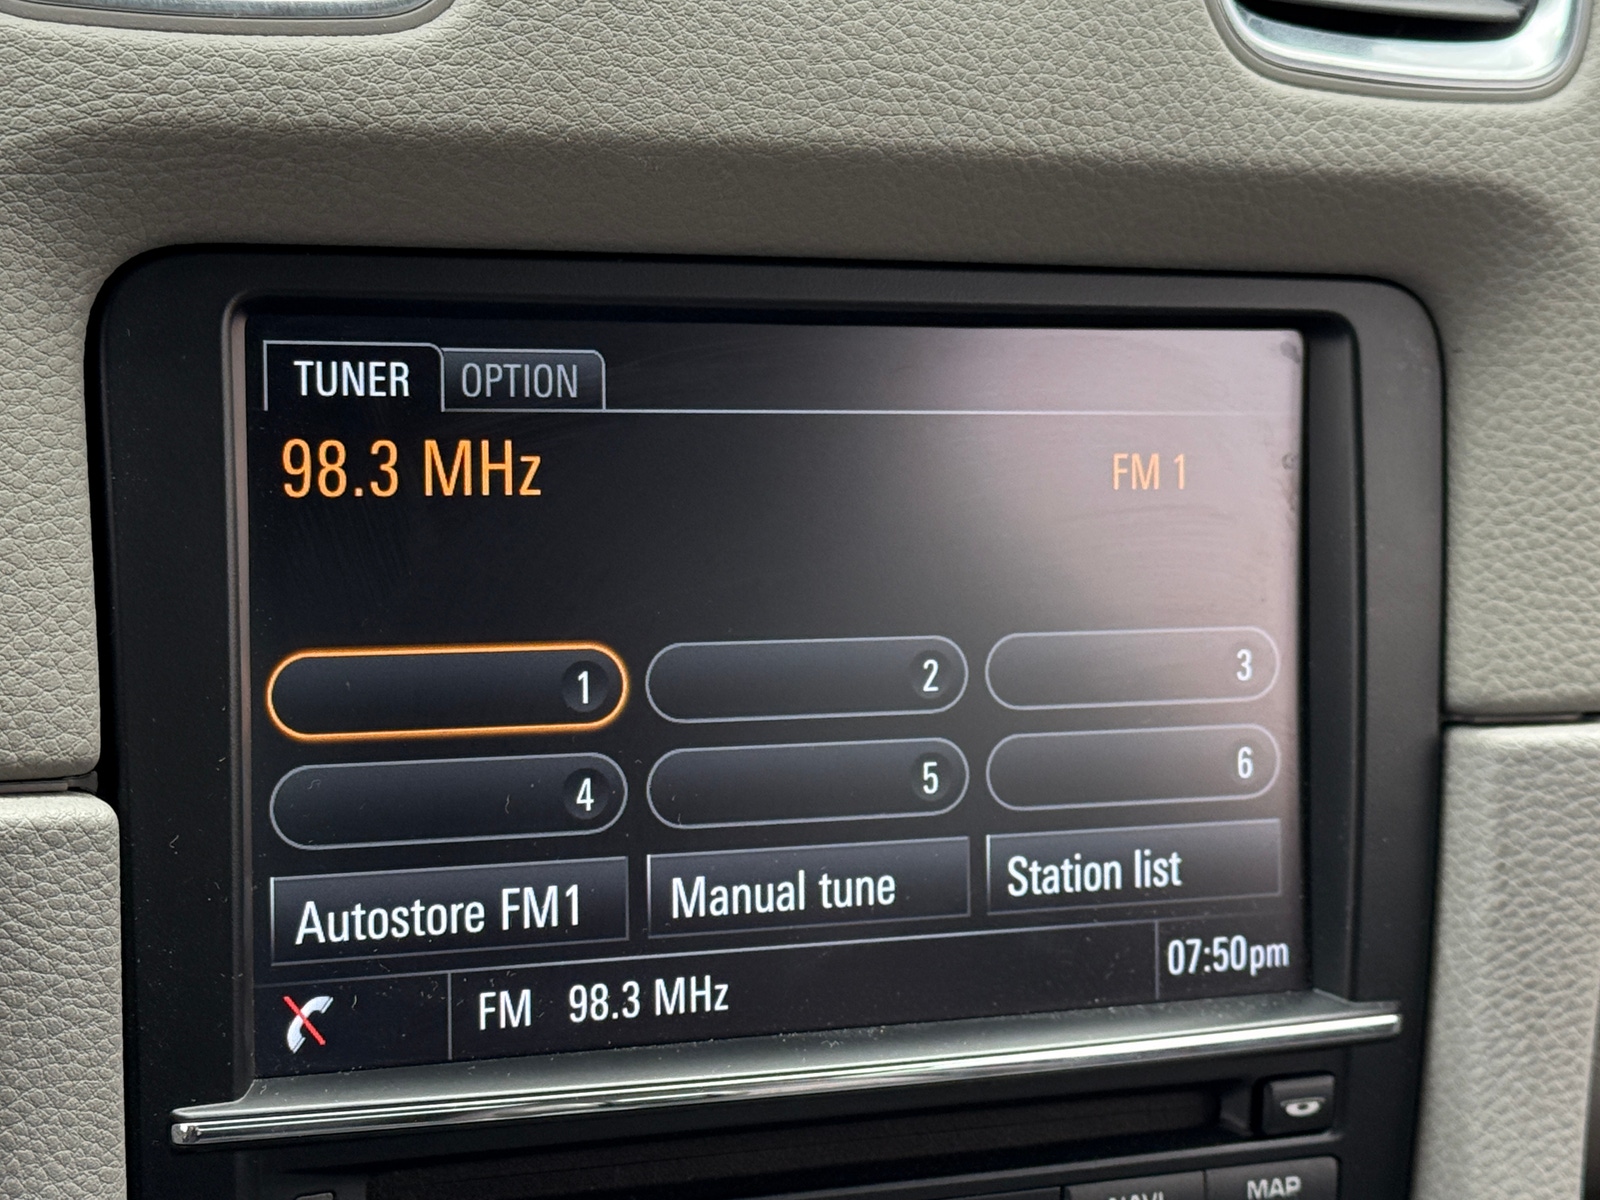 TUNER OPTION
98.3 MHz FM 1
1 2 3
4 5 6
Autostore FM1 Manual tune Station list
FM 98.3 MHz 07:50pm
NAVI MAP